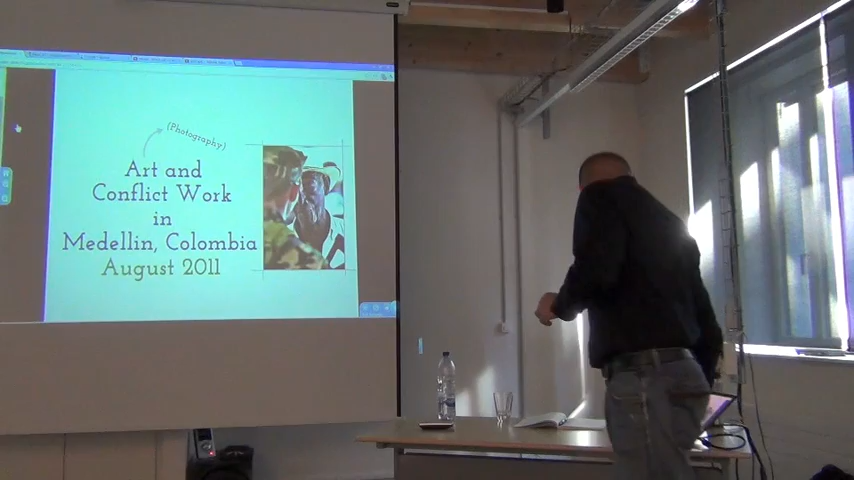 (Photography)
Art and
Conflict Work
in
Medellin, Colombia
August 2011